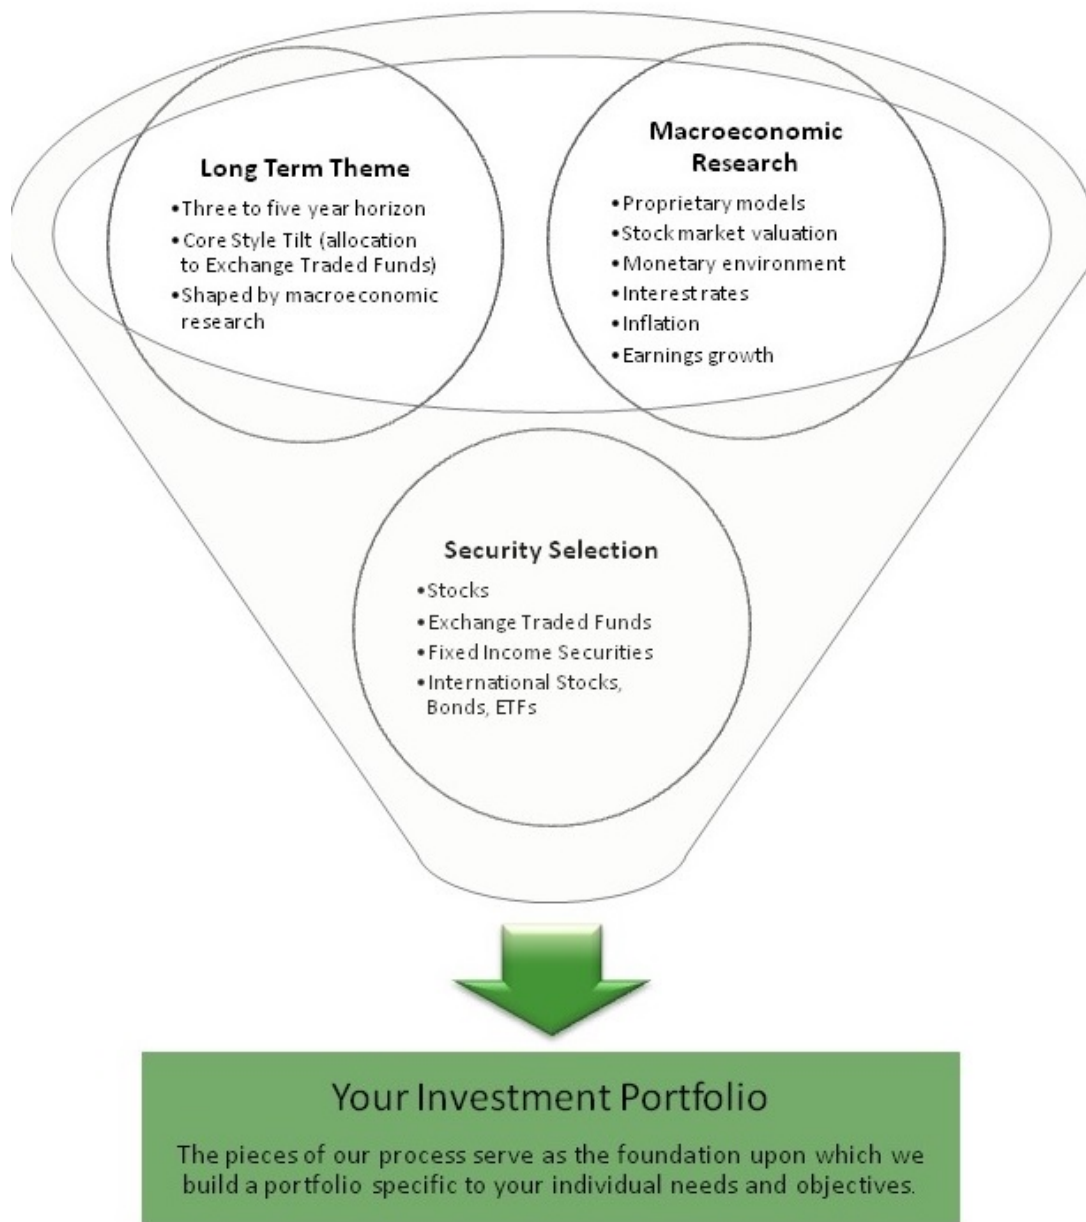 Long Term Theme
•Three to five year horizon
•Core Style Tilt (allocation
to Exchange Traded Funds)
•Shaped by macroeconomic
research
Macroeconomic
Research
•Proprietary models
•Stock market valuation
•Monetary environment
•Interest rates
•Inflation
•Earnings growth
Security Selection
•Stocks
•Exchange Traded Funds
•Fixed Income Securities
•International Stocks,
Bonds, ETFs
Your Investment Portfolio
The pieces of our process serve as the foundation upon which we
build a portfolio specific to your individual needs and objectives.